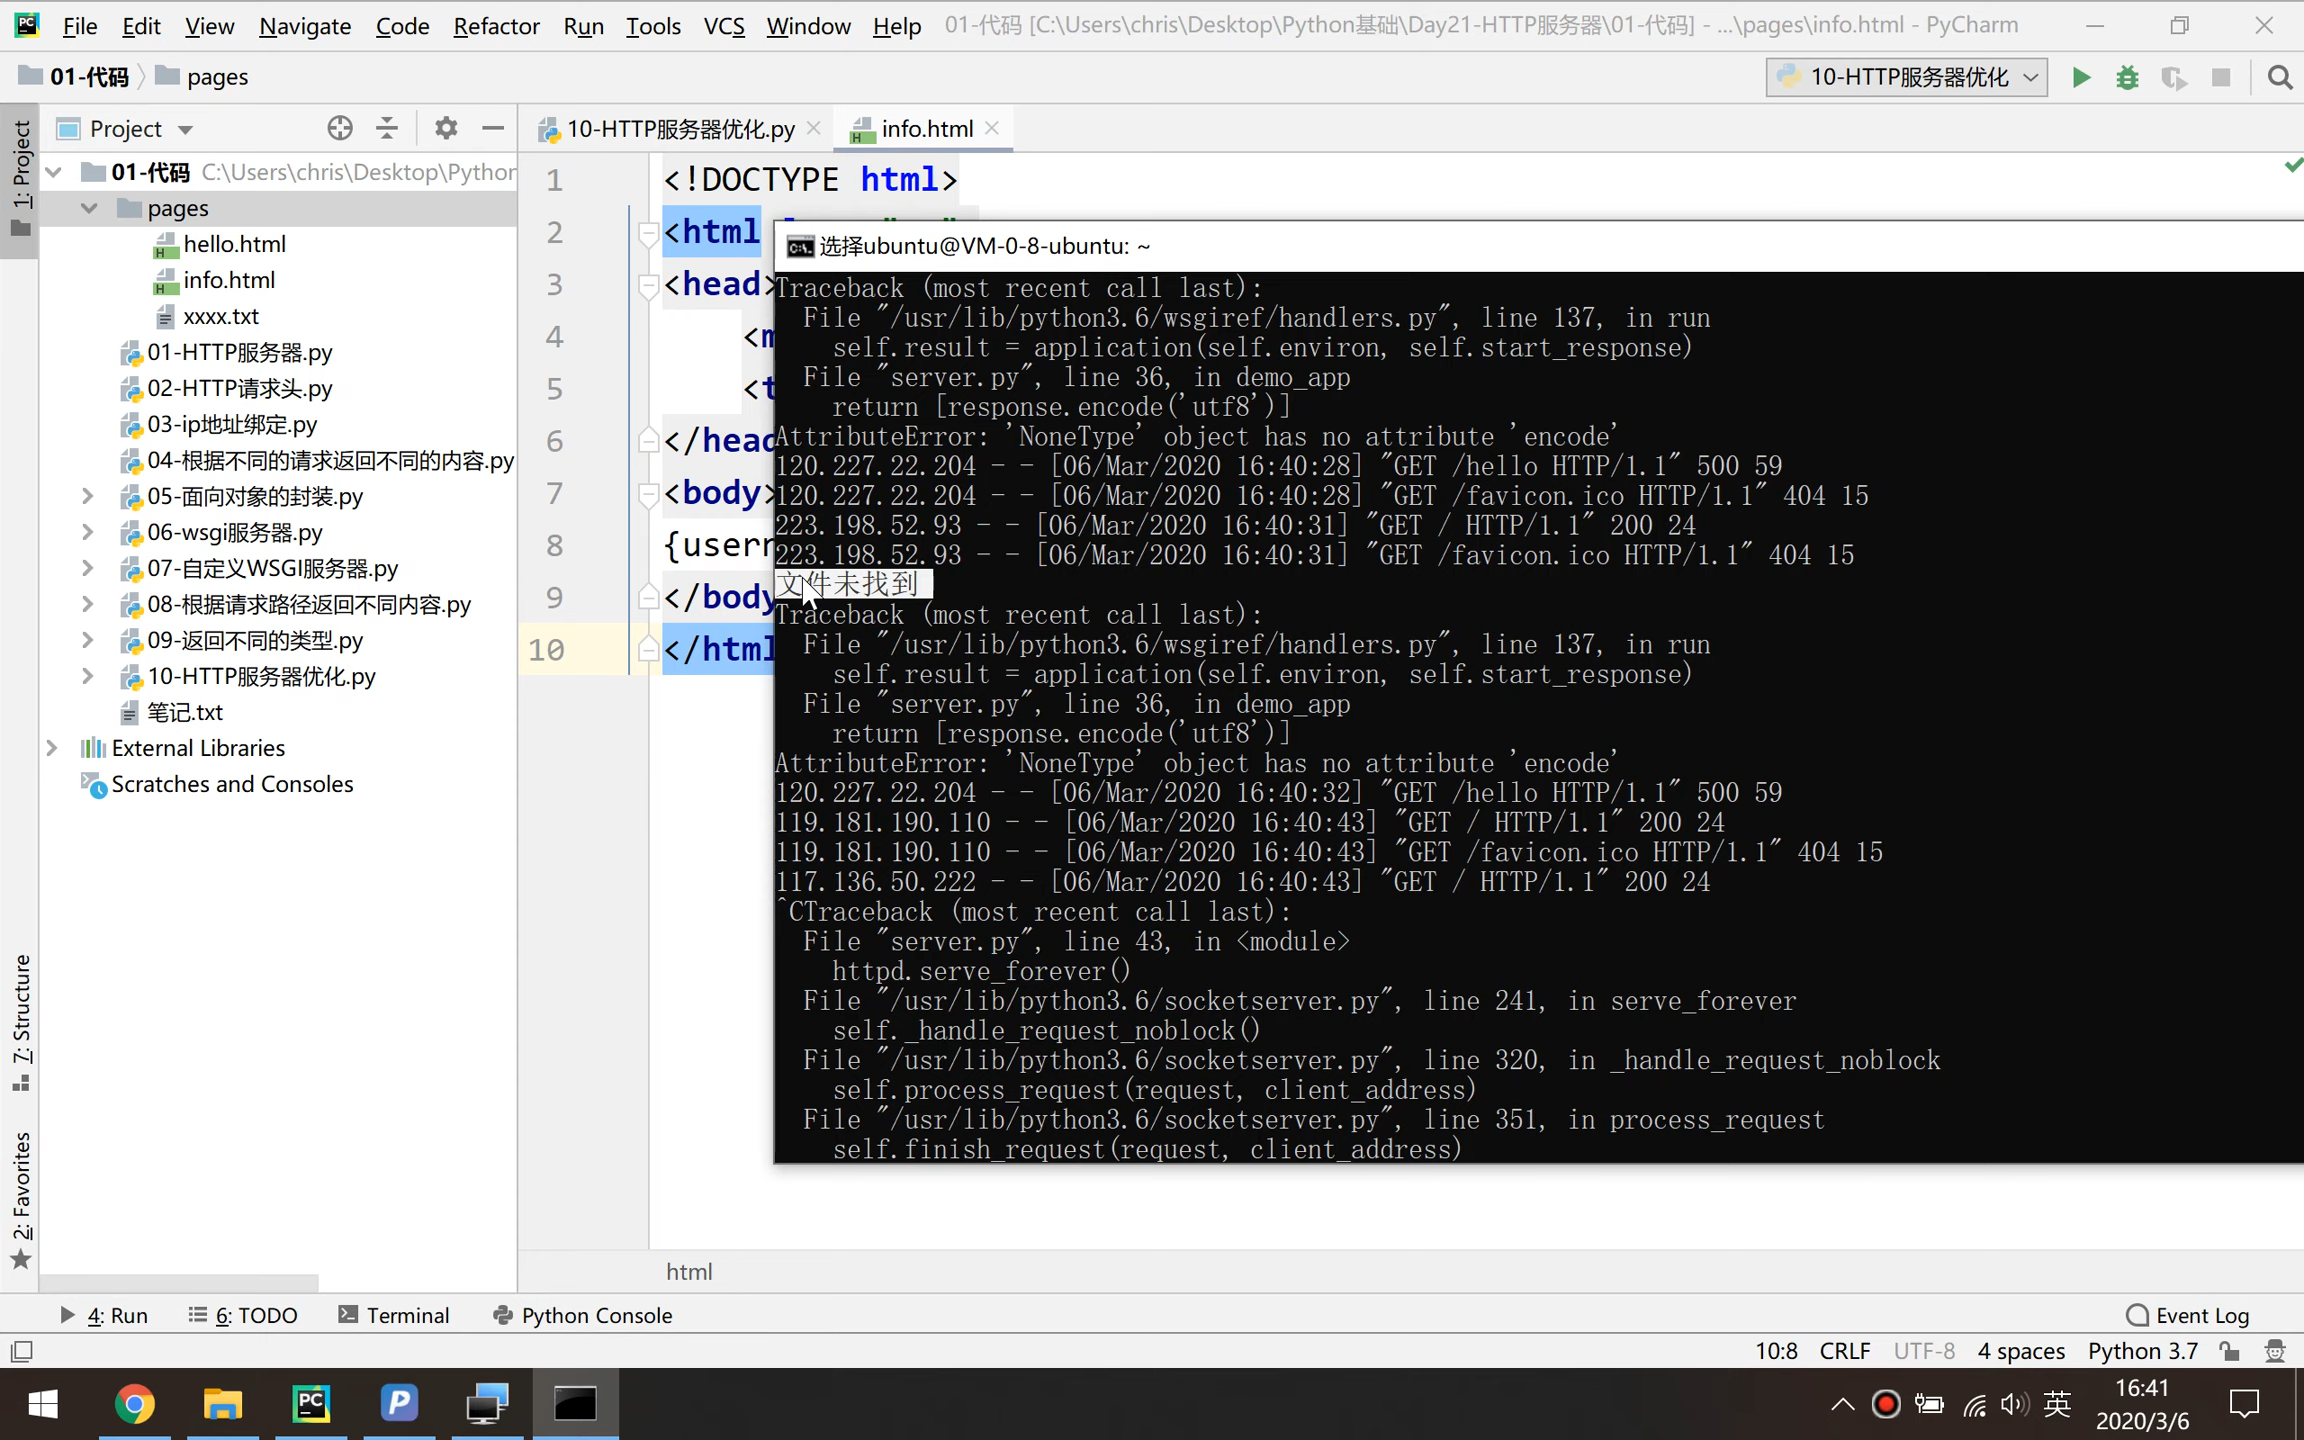 File Edit View Navigate Code Refactor Run Tools VCS Window Help 01-代码 [C:\Users\chris\Desktop\Python基础\Day21-HTTP服务器\01-代码] - ...\pages\info.html - PyCharm
01-代码 pages
10-HTTP服务器优化
1: Project
Project
10-HTTP服务器优化.py
info.html
01-代码 C:\Users\chris\Desktop\Python
pages
hello.html
info.html
xxxx.txt
01-HTTP服务器.py
02-HTTP请求头.py
03-ip地址绑定.py
04-根据不同的请求返回不同的内容.py
05-面向对象的封装.py
06-wsgi服务器.py
07-自定义WSGI服务器.py
08-根据请求路径返回不同内容.py
09-返回不同的类型.py
10-HTTP服务器优化.py
笔记.txt
External Libraries
Scratches and Consoles
7: Structure
2: Favorites
1 <!DOCTYPE html>
2 <html
3 <head>
4 <m
5 <t
6 </head
7 <body>
8 {usern
9 </body
10 </html
选择ubuntu@VM-0-8-ubuntu: ~
Traceback (most recent call last):
File "/usr/lib/python3.6/wsgiref/handlers.py", line 137, in run
self.result = application(self.environ, self.start_response)
File "server.py", line 36, in demo_app
return [response.encode('utf8')]
AttributeError: 'NoneType' object has no attribute 'encode'
120.227.22.204 - - [06/Mar/2020 16:40:28] "GET /hello HTTP/1.1" 500 59
120.227.22.204 - - [06/Mar/2020 16:40:28] "GET /favicon.ico HTTP/1.1" 404 15
223.198.52.93 - - [06/Mar/2020 16:40:31] "GET / HTTP/1.1" 200 24
223.198.52.93 - - [06/Mar/2020 16:40:31] "GET /favicon.ico HTTP/1.1" 404 15
文件未找到
Traceback (most recent call last):
File "/usr/lib/python3.6/wsgiref/handlers.py", line 137, in run
self.result = application(self.environ, self.start_response)
File "server.py", line 36, in demo_app
return [response.encode('utf8')]
AttributeError: 'NoneType' object has no attribute 'encode'
120.227.22.204 - - [06/Mar/2020 16:40:32] "GET /hello HTTP/1.1" 500 59
119.181.190.110 - - [06/Mar/2020 16:40:43] "GET / HTTP/1.1" 200 24
119.181.190.110 - - [06/Mar/2020 16:40:43] "GET /favicon.ico HTTP/1.1" 404 15
117.136.50.222 - - [06/Mar/2020 16:40:43] "GET / HTTP/1.1" 200 24
^CTraceback (most recent call last):
File "server.py", line 43, in <module>
httpd.serve_forever()
File "/usr/lib/python3.6/socketserver.py", line 241, in serve_forever
self._handle_request_noblock()
File "/usr/lib/python3.6/socketserver.py", line 320, in _handle_request_noblock
self.process_request(request, client_address)
File "/usr/lib/python3.6/socketserver.py", line 351, in process_request
self.finish_request(request, client_address)
html
4: Run 6: TODO Terminal Python Console Event Log
10:8 CRLF UTF-8 4 spaces Python 3.7
英
16:41
2020/3/6